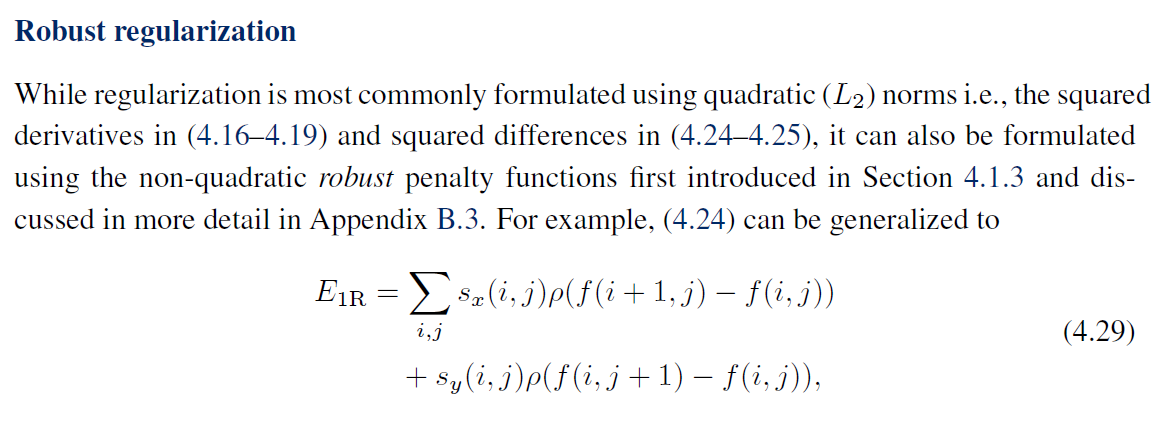 Robust regularization
While regularization is most commonly formulated using quadratic (L₂) norms i.e., the squared
derivatives in (4.16–4.19) and squared differences in (4.24–4.25), it can also be formulated
using the non-quadratic robust penalty functions first introduced in Section 4.1.3 and dis-
cussed in more detail in Appendix B.3. For example, (4.24) can be generalized to
E₁R = ∑ sₓ(i, j)ρ(f(i + 1, j) − f(i, j))
i,j
(4.29)
+ s_y(i, j)ρ(f(i, j + 1) − f(i, j)),